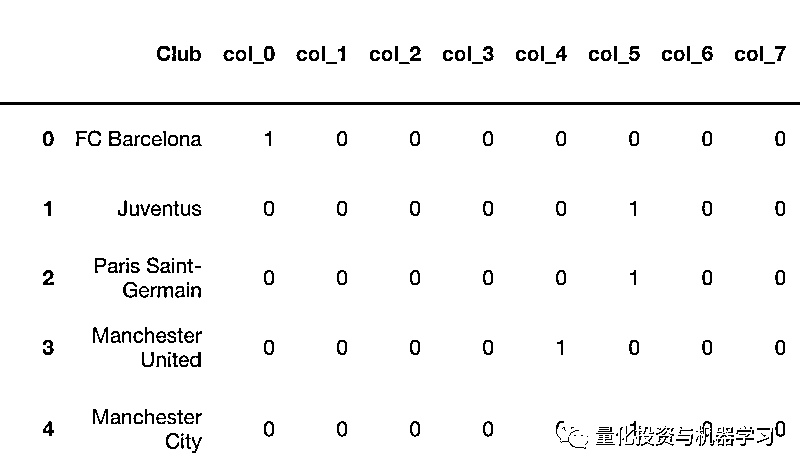 Club col_0 col_1 col_2 col_3 col_4 col_5 col_6 col_7
0 FC Barcelona 1 0 0 0 0 0 0 0
1 Juventus 0 0 0 0 0 1 0 0
2 Paris Saint-
Germain 0 0 0 0 0 1 0 0
3 Manchester
United 0 0 0 0 1 0 0 0
4 Manchester
City 0 0 0 0 0 1 0 0
量化投资与机器学习